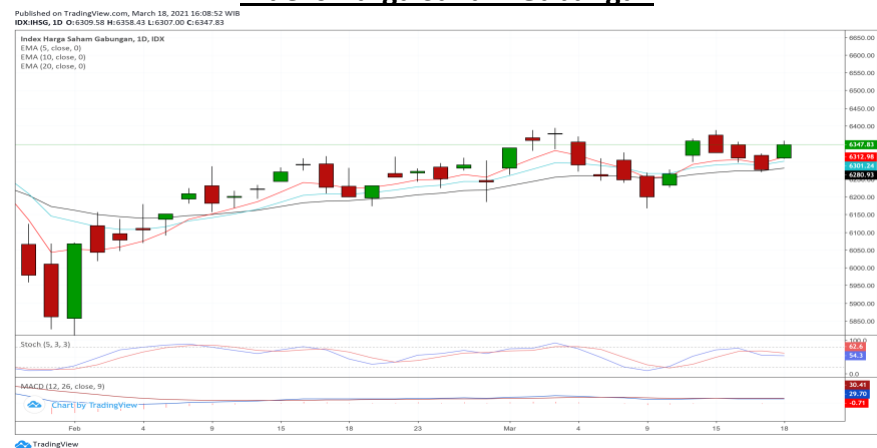 Published on TradingView.com, March 18, 2021 16:08:52 WIB
IDX:IHSG, 1D O:6309.58 H:6358.43 L:6307.00 C:6347.83
Index Harga Saham Gabungan, 1D, IDX
EMA (5, close, 0)
EMA (10, close, 0)
EMA (20, close, 0)
6650.00
6600.00
6550.00
6500.00
6450.00
6400.00
6347.83
6312.98
6301.24
6280.93
6200.00
6150.00
6100.00
6050.00
6000.00
5950.00
5900.00
5850.00
Stoch (5, 3, 3)
100.0
62.6
54.3
0.0
MACD (12, 26, close, 9)
30.41
29.70
-0.71
Chart by TradingView
Feb 4 9 15 18 23 Mar 4 9 15 18
TradingView